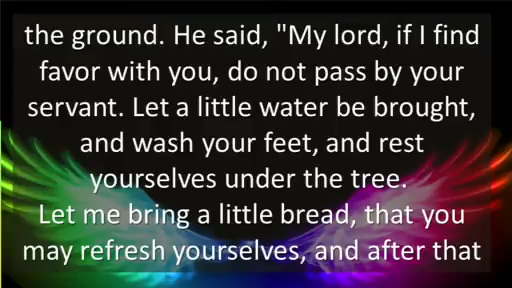 the ground. He said, "My lord, if I find
favor with you, do not pass by your
servant. Let a little water be brought,
and wash your feet, and rest
yourselves under the tree.
Let me bring a little bread, that you
may refresh yourselves, and after that